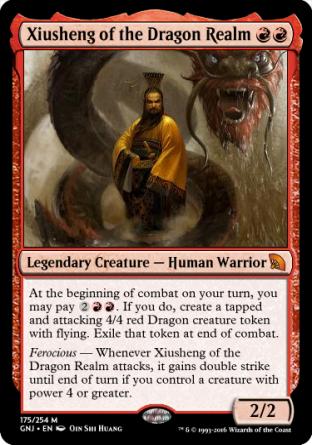 Xiusheng of the Dragon Realm
Legendary Creature — Human Warrior
At the beginning of combat on your turn, you
may pay 2. If you do, create a tapped
and attacking 4/4 red Dragon creature token
with flying. Exile that token at end of combat.
Ferocious — Whenever Xiusheng of the
Dragon Realm attacks, it gains double strike
until end of turn if you control a creature with
power 4 or greater.
2/2
175/254 M
GNJ • EN Qin Shi Huang
™ & © 1993-2016 Wizards of the Coast